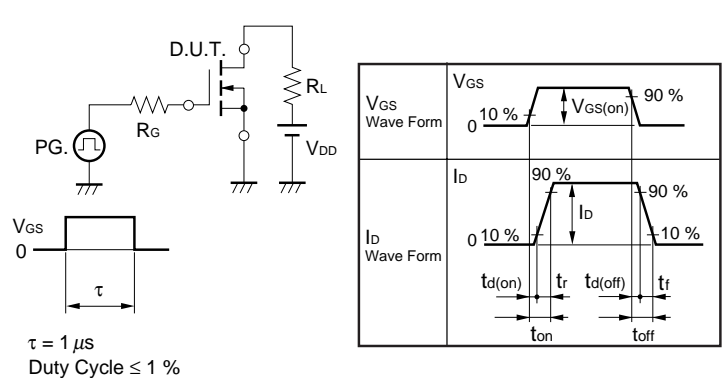 D.U.T.
RL
RG
PG.
VDD
VGS
0
τ
τ = 1 μs
Duty Cycle ≤ 1 %
VGS
Wave Form
VGS
10 %
0
VGS(on)
90 %
ID
Wave Form
ID
90 %
0
10 %
ID
90 %
10 %
td(on)
tr
td(off)
tf
ton
toff